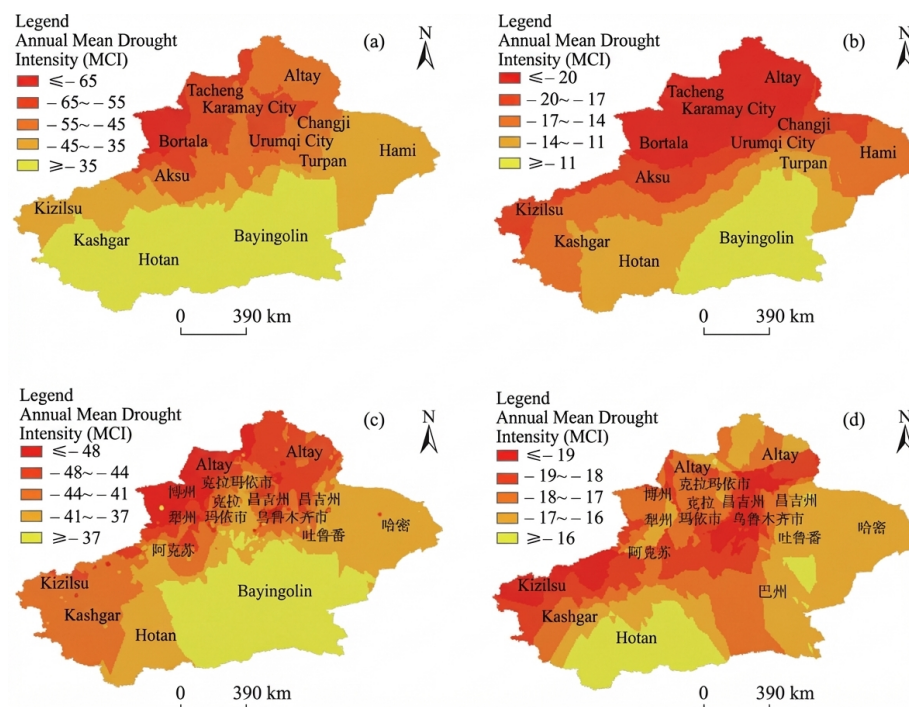 Legend
Annual Mean Drought
Intensity (MCI)
≤−65
−65~−55
−55~−45
−45~−35
≥−35
(a)
N
Altay
Tacheng
Karamay City
Changji
Bortala
Urumqi City
Turpan
Hami
Aksu
Kizilsu
Kashgar
Bayingolin
Hotan
0 390 km
Legend
Annual Mean Drought
Intensity (MCI)
≤−20
−20~−17
−17~−14
−14~−11
≥−11
(b)
N
Altay
Tacheng
Karamay City
Changji
Bortala
Urumqi City
Turpan
Hami
Aksu
Kizilsu
Kashgar
Bayingolin
Hotan
0 390 km
Legend
Annual Mean Drought
Intensity (MCI)
≤−48
−48~−44
−44~−41
−41~−37
≥−37
(c)
N
Altay
Altay
克拉玛依市
博州
克拉 昌吉州 昌吉州
犁州 玛依市 乌鲁木齐市
吐鲁番
哈密
阿克苏
Kizilsu
Kashgar
Bayingolin
Hotan
0 390 km
Legend
Annual Mean Drought
Intensity (MCI)
≤−19
−19~−18
−18~−17
−17~−16
≥−16
(d)
N
Altay
Altay
克拉玛依市
博州
克拉 昌吉州 昌吉州
犁州 玛依市 乌鲁木齐市
吐鲁番
哈密
阿克苏
Kizilsu
巴州
Kashgar
Hotan
0 390 km